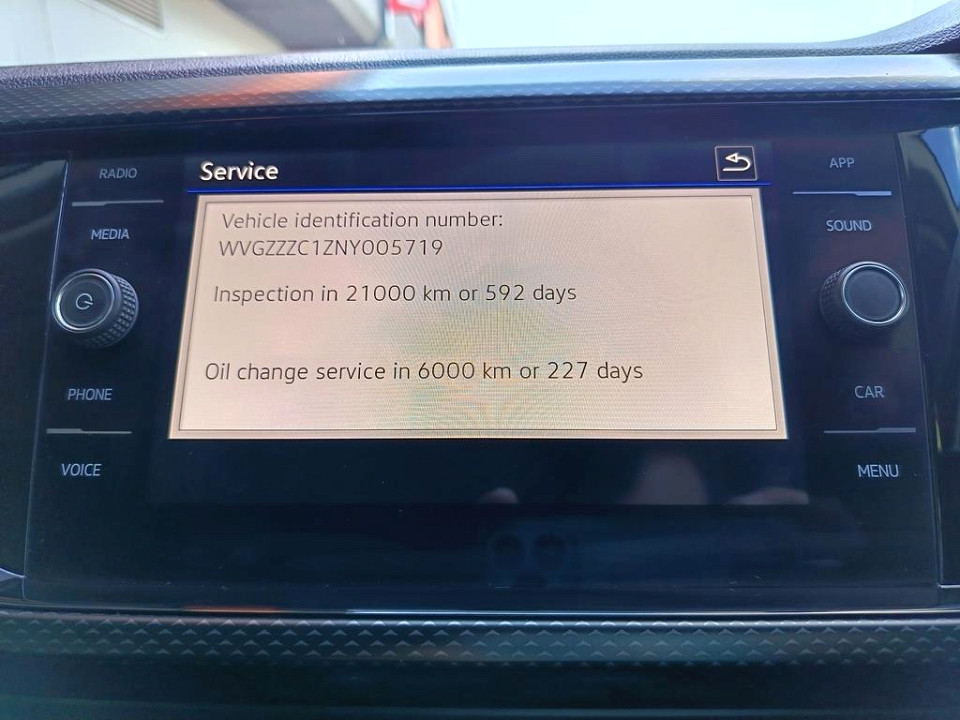 Service
RADIO
MEDIA
PHONE
VOICE
Vehicle identification number:
WVGZZZC1ZNY005719
Inspection in 21000 km or 592 days
Oil change service in 6000 km or 227 days
APP
SOUND
CAR
MENU